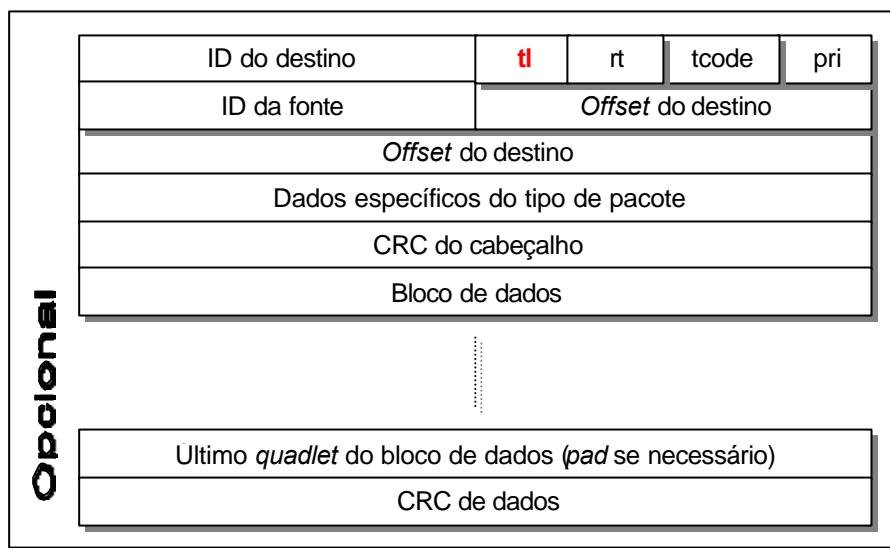 ID do destino tl rt tcode pri
ID da fonte Offset do destino
Offset do destino
Dados específicos do tipo de pacote
CRC do cabeçalho
Bloco de dados
Opcional
Último quadlet do bloco de dados (pad se necessário)
CRC de dados